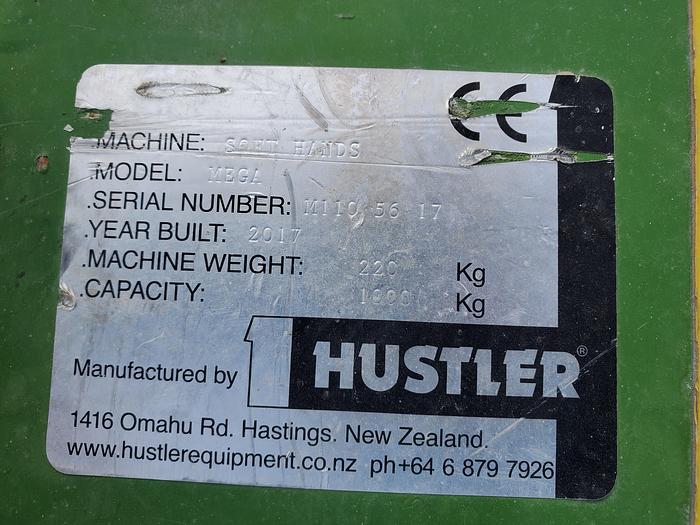 CE
.MACHINE: SOFT HANDS
.MODEL: MEGA
.SERIAL NUMBER: M110 56 17
.YEAR BUILT: 2017
.MACHINE WEIGHT: 220 Kg
.CAPACITY: 1000 Kg
Manufactured by HUSTLER®
1416 Omahu Rd. Hastings. New Zealand.
www.hustlerequipment.co.nz ph+64 6 879 7926